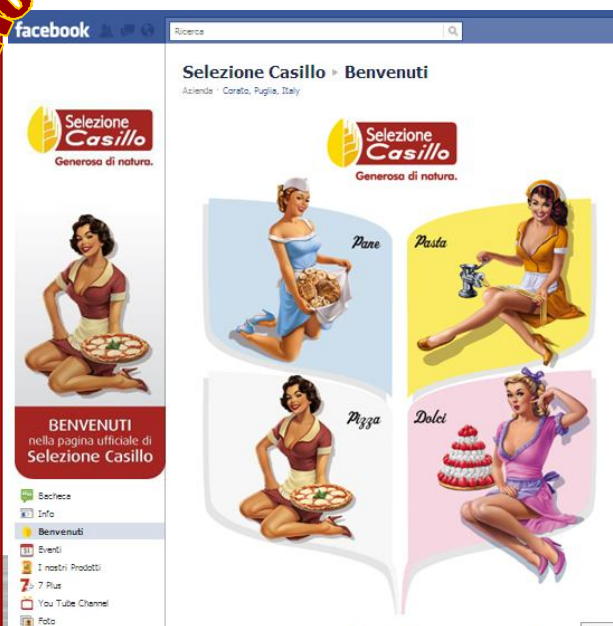 facebook
Ricerca
Selezione Casillo ▸ Benvenuti
Azienda · Corato, Puglia, Italy
Selezione
Casillo
Generosa di natura.
Selezione
Casillo
Generosa di natura.
Pane
Pasta
Pizza
Dolci
BENVENUTI
nella pagina ufficiale di
Selezione Casillo
Bacheca
Info
Benvenuti
31
Eventi
I nostri Prodotti
7 Plus
You Tube Channel
Foto